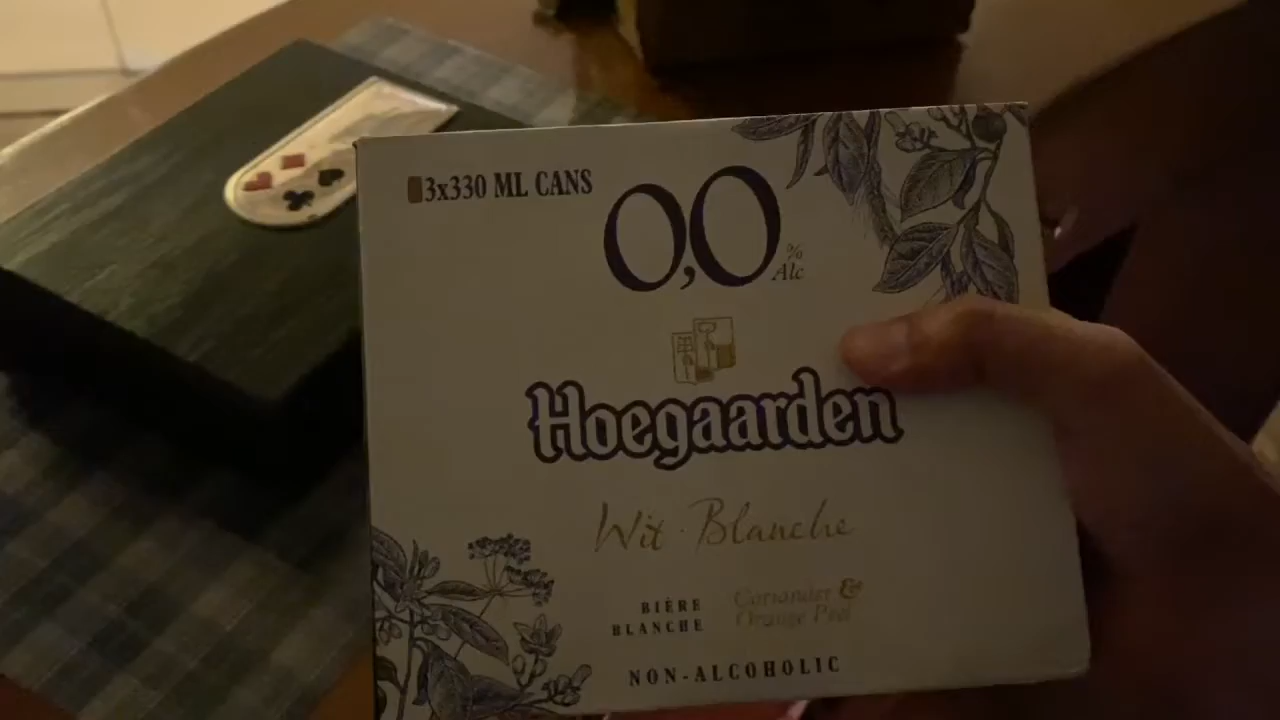 3x330 ML CANS
0,0
% Alc
Hoegaarden
Wit · Blanche
BIÈRE
BLANCHE
Coriander &
Orange Peel
NON-ALCOHOLIC